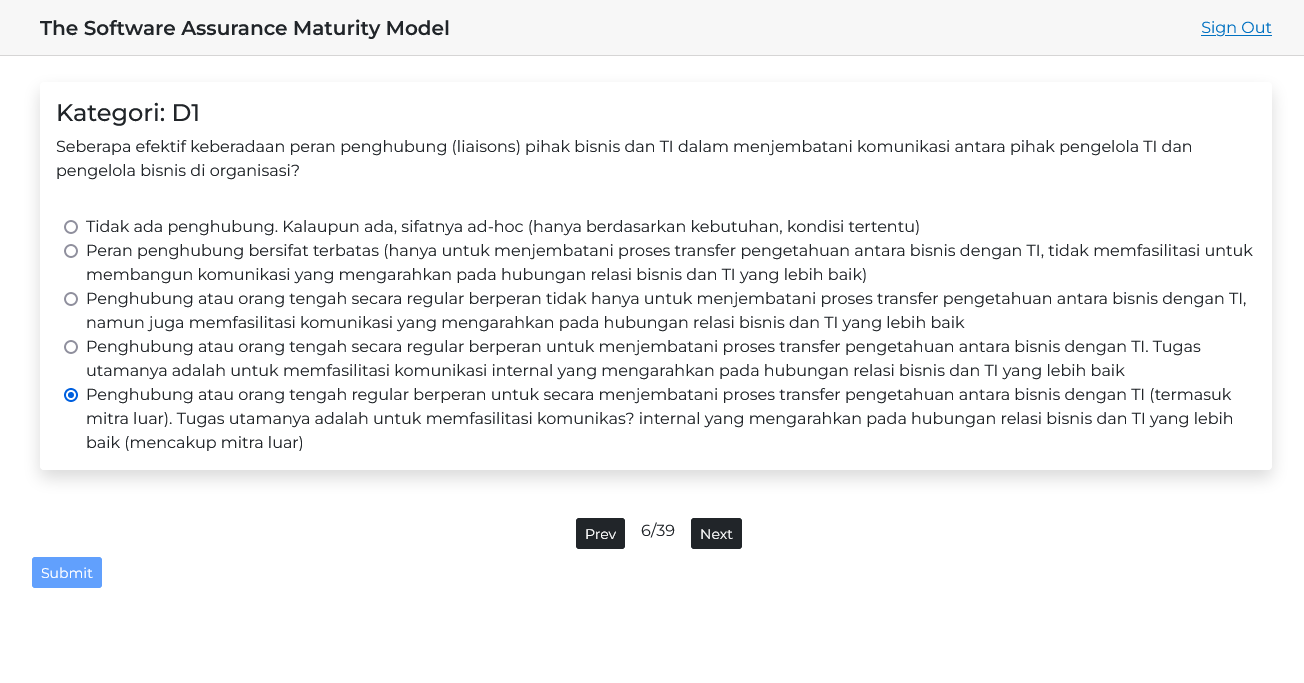 The Software Assurance Maturity Model
Sign Out
Kategori: D1
Seberapa efektif keberadaan peran penghubung (liaisons) pihak bisnis dan TI dalam menjembatani komunikasi antara pihak pengelola TI dan
pengelola bisnis di organisasi?
Tidak ada penghubung. Kalaupun ada, sifatnya ad-hoc (hanya berdasarkan kebutuhan, kondisi tertentu)
Peran penghubung bersifat terbatas (hanya untuk menjembatani proses transfer pengetahuan antara bisnis dengan TI, tidak memfasilitasi untuk
membangun komunikasi yang mengarahkan pada hubungan relasi bisnis dan TI yang lebih baik)
Penghubung atau orang tengah secara regular berperan tidak hanya untuk menjembatani proses transfer pengetahuan antara bisnis dengan TI,
namun juga memfasilitasi komunikasi yang mengarahkan pada hubungan relasi bisnis dan TI yang lebih baik
Penghubung atau orang tengah secara regular berperan untuk menjembatani proses transfer pengetahuan antara bisnis dengan TI. Tugas
utamanya adalah untuk memfasilitasi komunikasi internal yang mengarahkan pada hubungan relasi bisnis dan TI yang lebih baik
Penghubung atau orang tengah regular berperan untuk secara menjembatani proses transfer pengetahuan antara bisnis dengan TI (termasuk
mitra luar). Tugas utamanya adalah untuk memfasilitasi komunikas? internal yang mengarahkan pada hubungan relasi bisnis dan TI yang lebih
baik (mencakup mitra luar)
Prev
6/39
Next
Submit